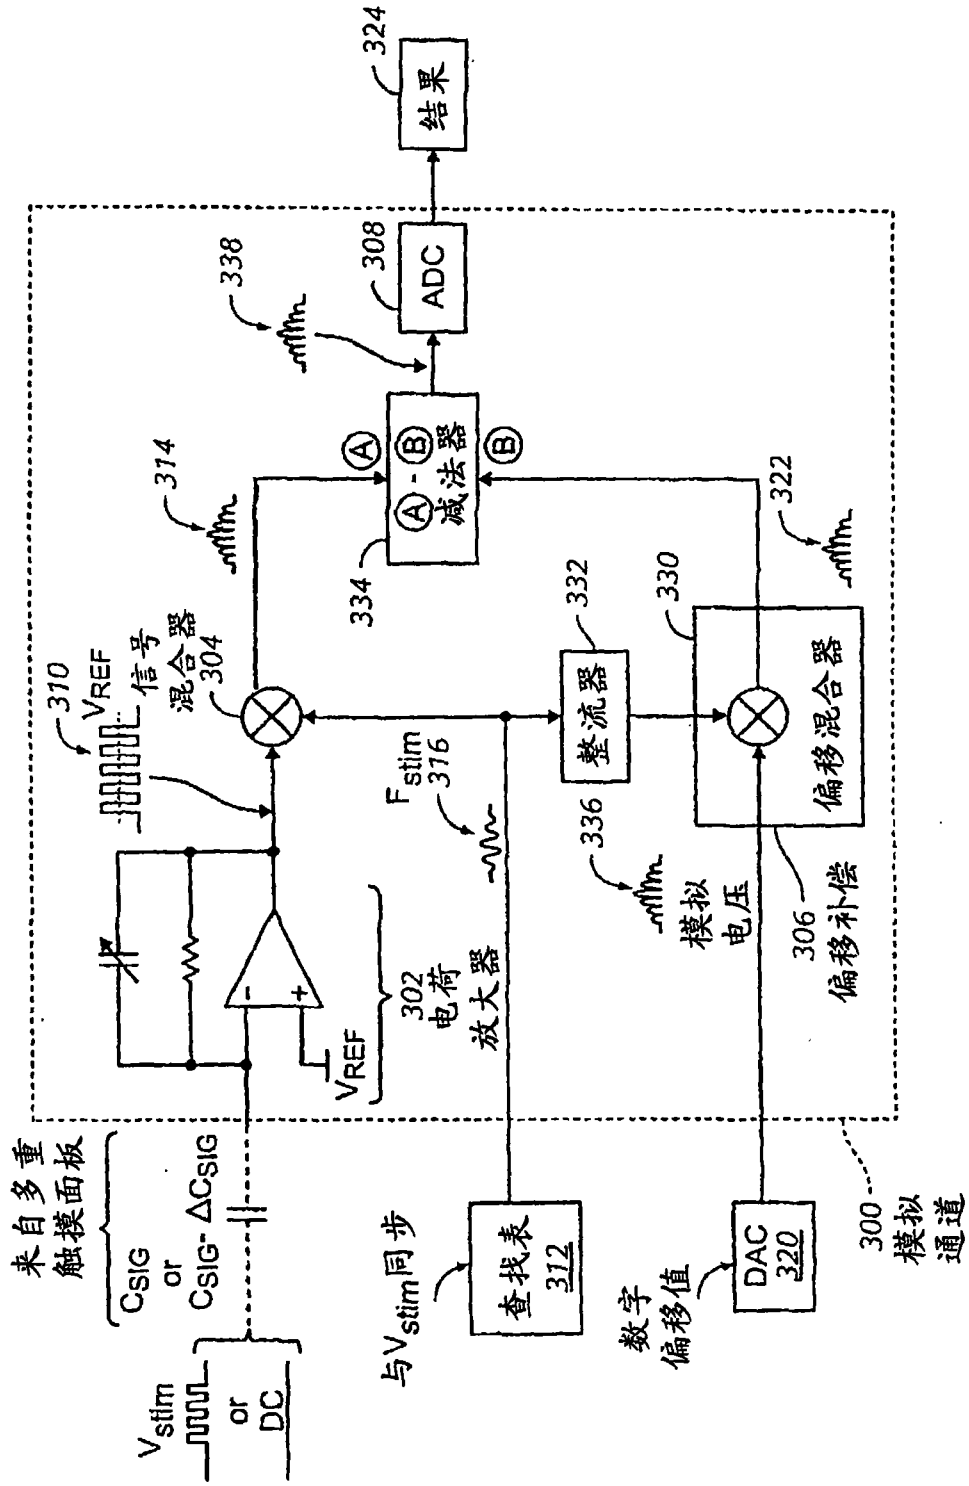 来自多重
触摸面板
CSIG
or
CSIG- ΔCSIG
Vstim
or
DC
310
VREF
信号
混合器
304
314
338
308
ADC
324
结果
VREF
302
电荷
放大器
Ⓐ
Ⓐ - Ⓑ
减法器
Ⓑ
334
Fstim
316
332
整流器
322
330
偏移混合器
与Vstim同步
查找表
312
336
模拟
电压
306
偏移补偿
数字
偏移值
DAC
320
300
模拟
通道